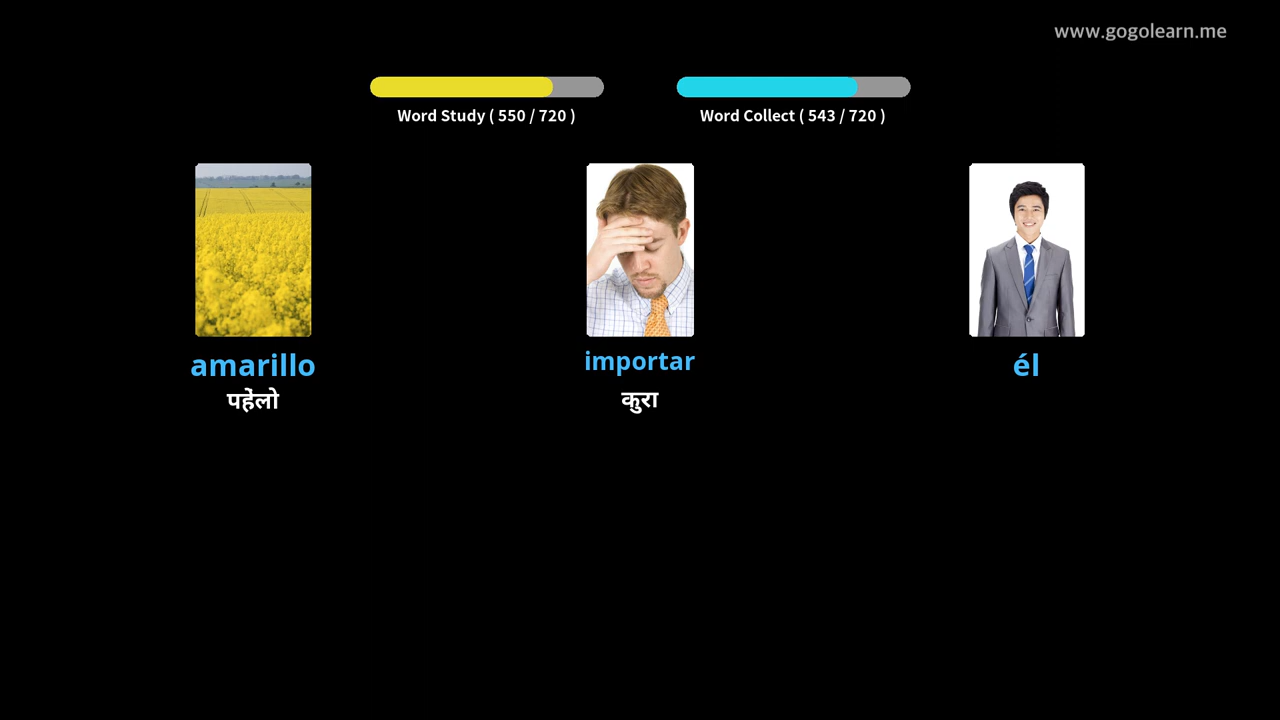 www.gogolearn.me
Word Study ( 550 / 720 )
Word Collect ( 543 / 720 )
amarillo
importar
él
पहेंलो
कुरा